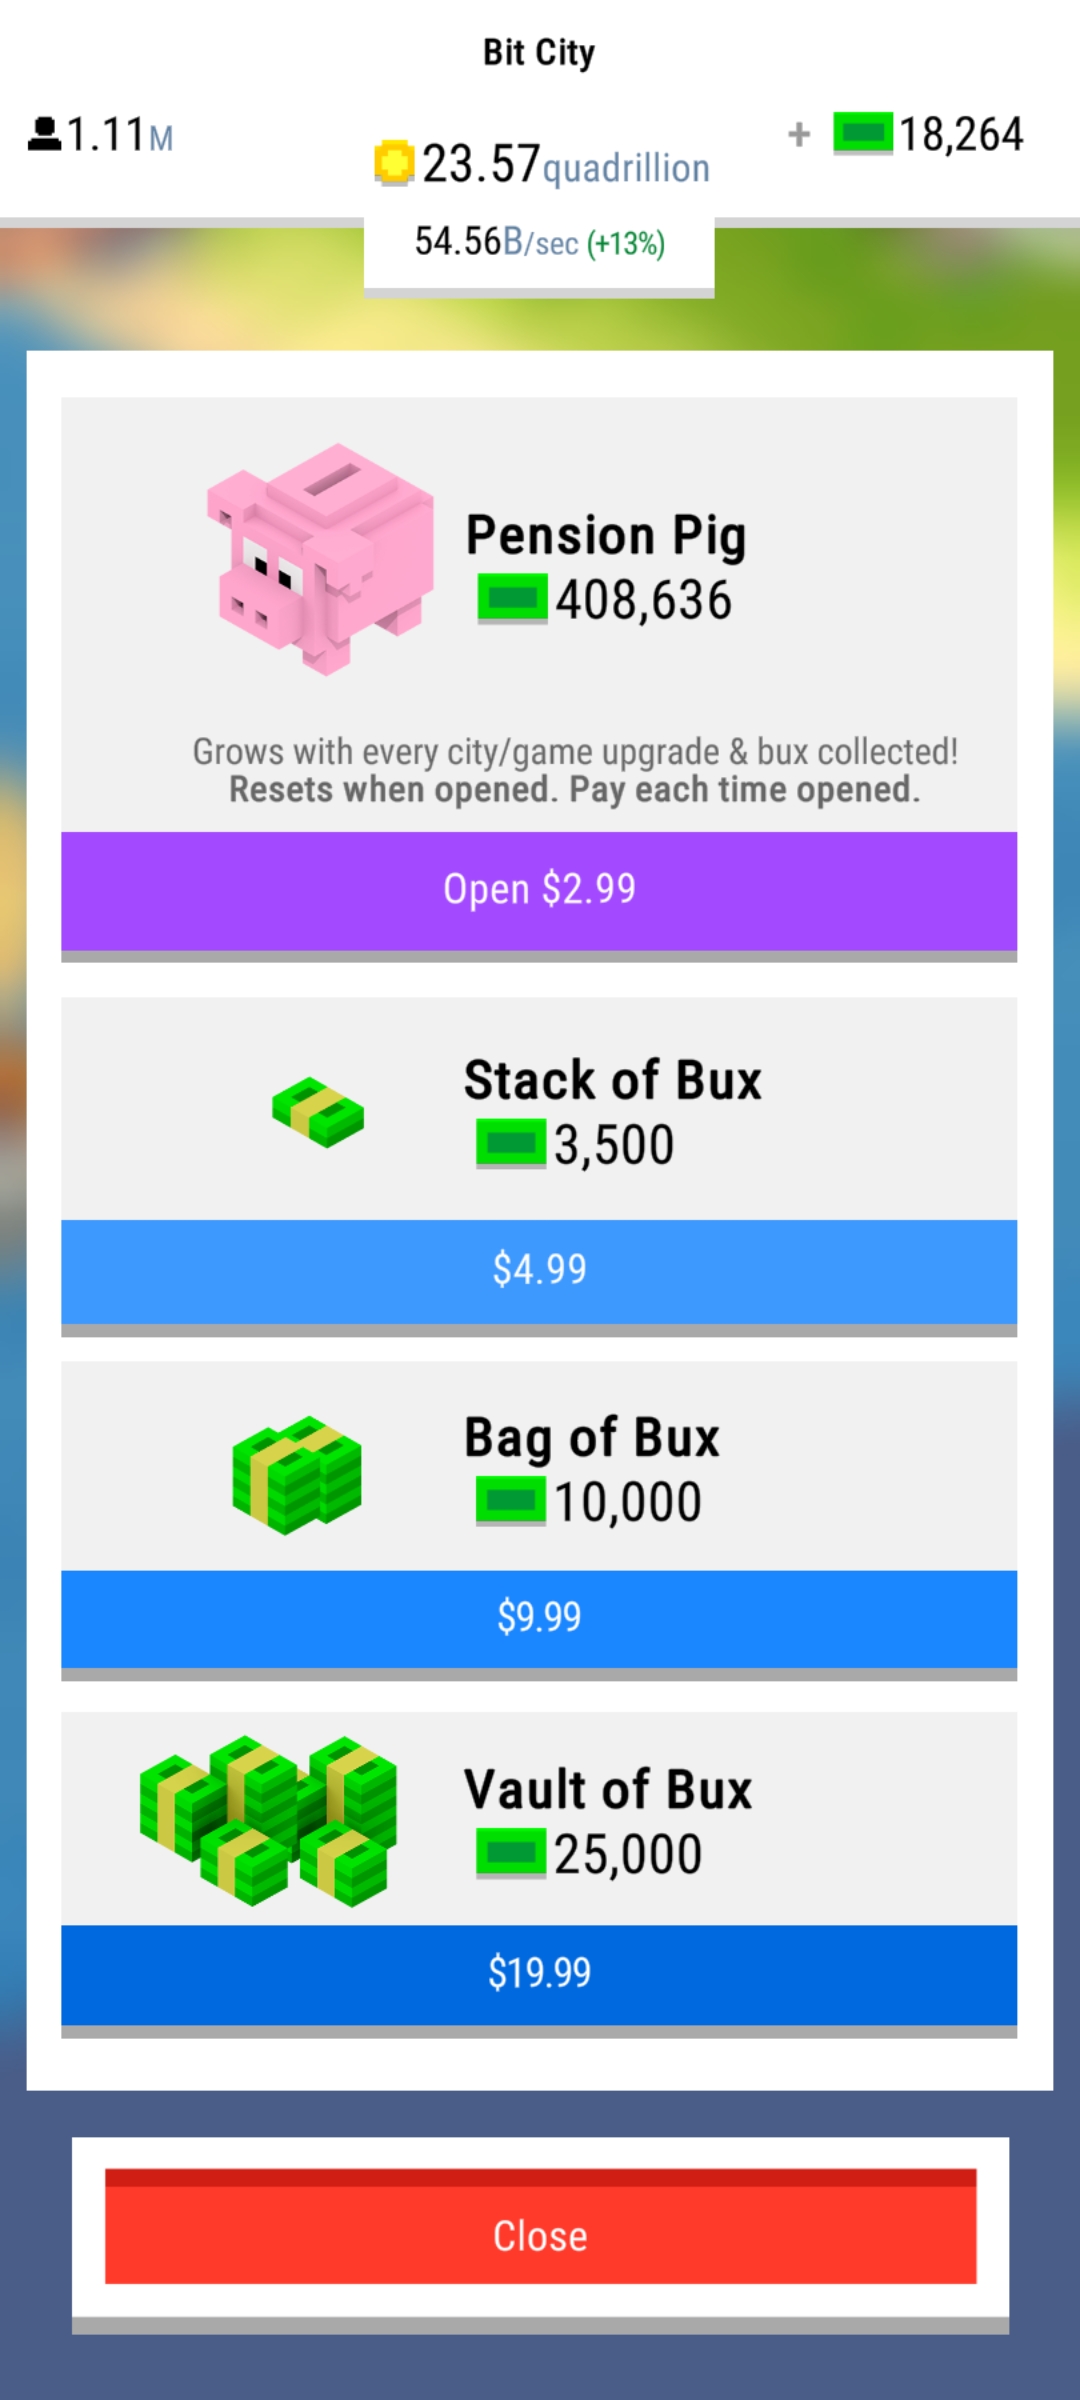 Bit City
1.11M
+ 18,264
23.57quadrillion
54.56B/sec (+13%)
Pension Pig
408,636
Grows with every city/game upgrade & bux collected!
Resets when opened. Pay each time opened.
Open $2.99
Stack of Bux
3,500
$4.99
Bag of Bux
10,000
$9.99
Vault of Bux
25,000
$19.99
Close